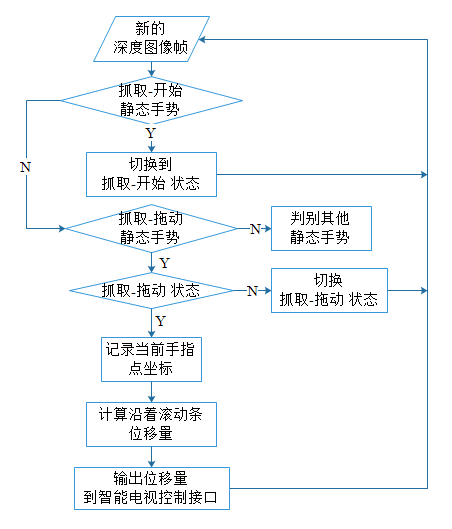 新的
深度图像帧
抓取-开始
静态手势
Y
N
切换到
抓取-开始 状态
抓取-拖动
静态手势
N
判别其他
静态手势
Y
抓取-拖动 状态
N
切换
抓取-拖动 状态
Y
记录当前手指
点坐标
计算沿着滚动条
位移量
输出位移量
到智能电视控制接口